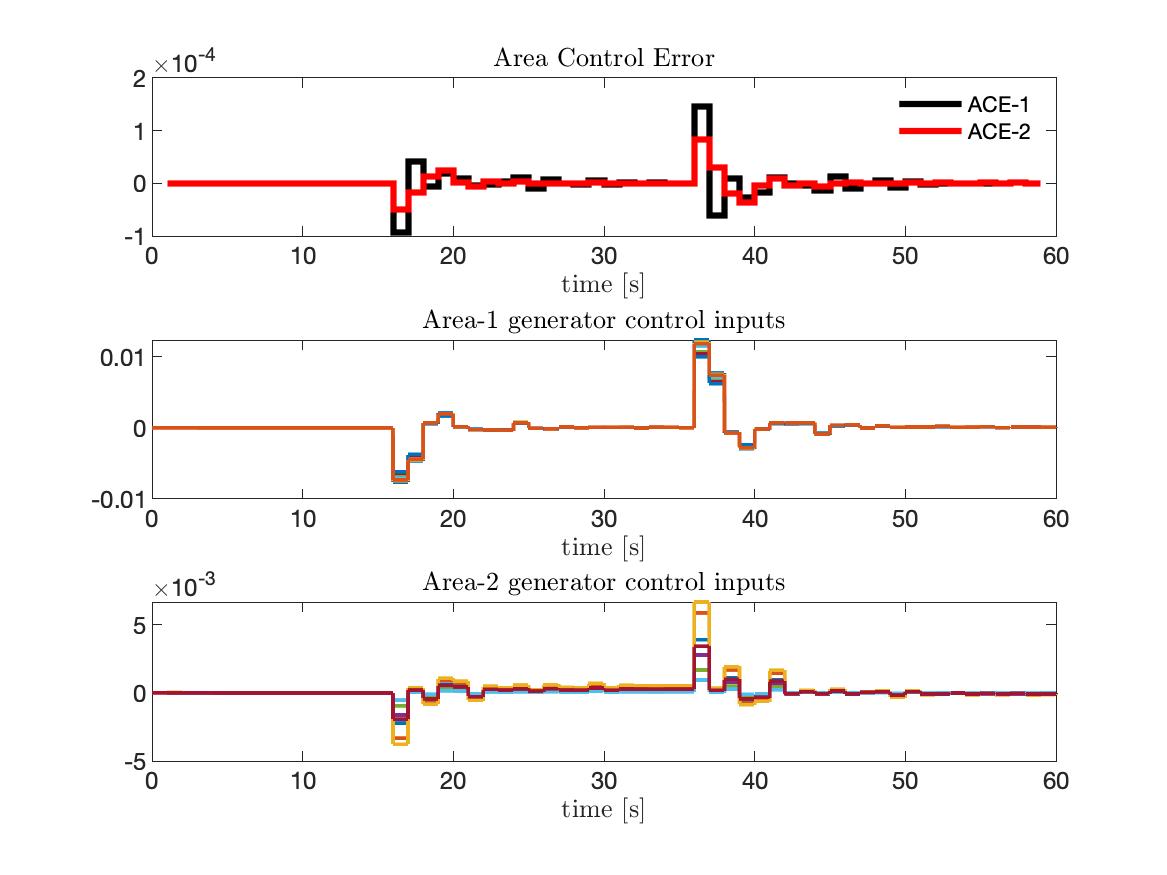 Area Control Error
×10-4
2
1
0
-1
ACE-1
ACE-2
0 10 20 30 40 50 60
time [s]
Area-1 generator control inputs
0.01
0
-0.01
0 10 20 30 40 50 60
time [s]
Area-2 generator control inputs
×10-3
5
0
-5
0 10 20 30 40 50 60
time [s]